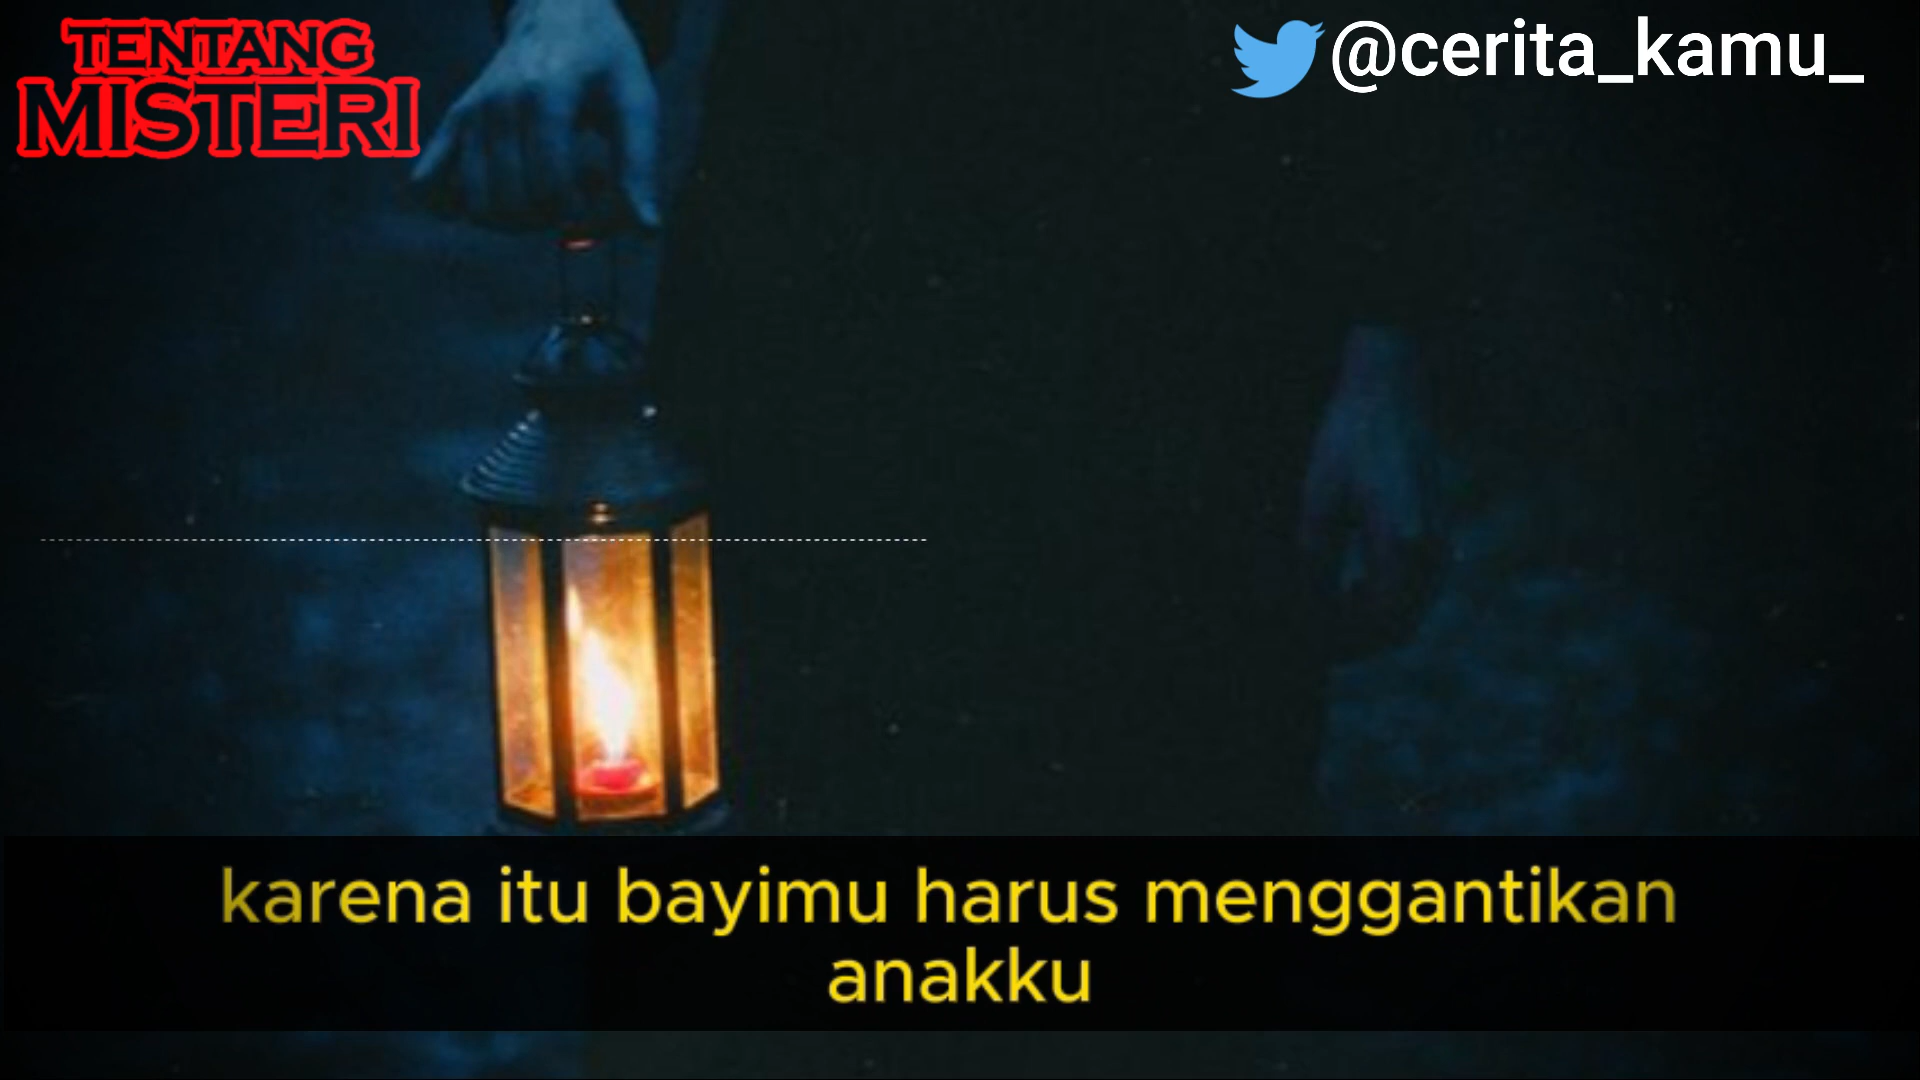 TENTANG
MISTERI
@cerita_kamu_
karena itu bayimu harus menggantikan
anakku